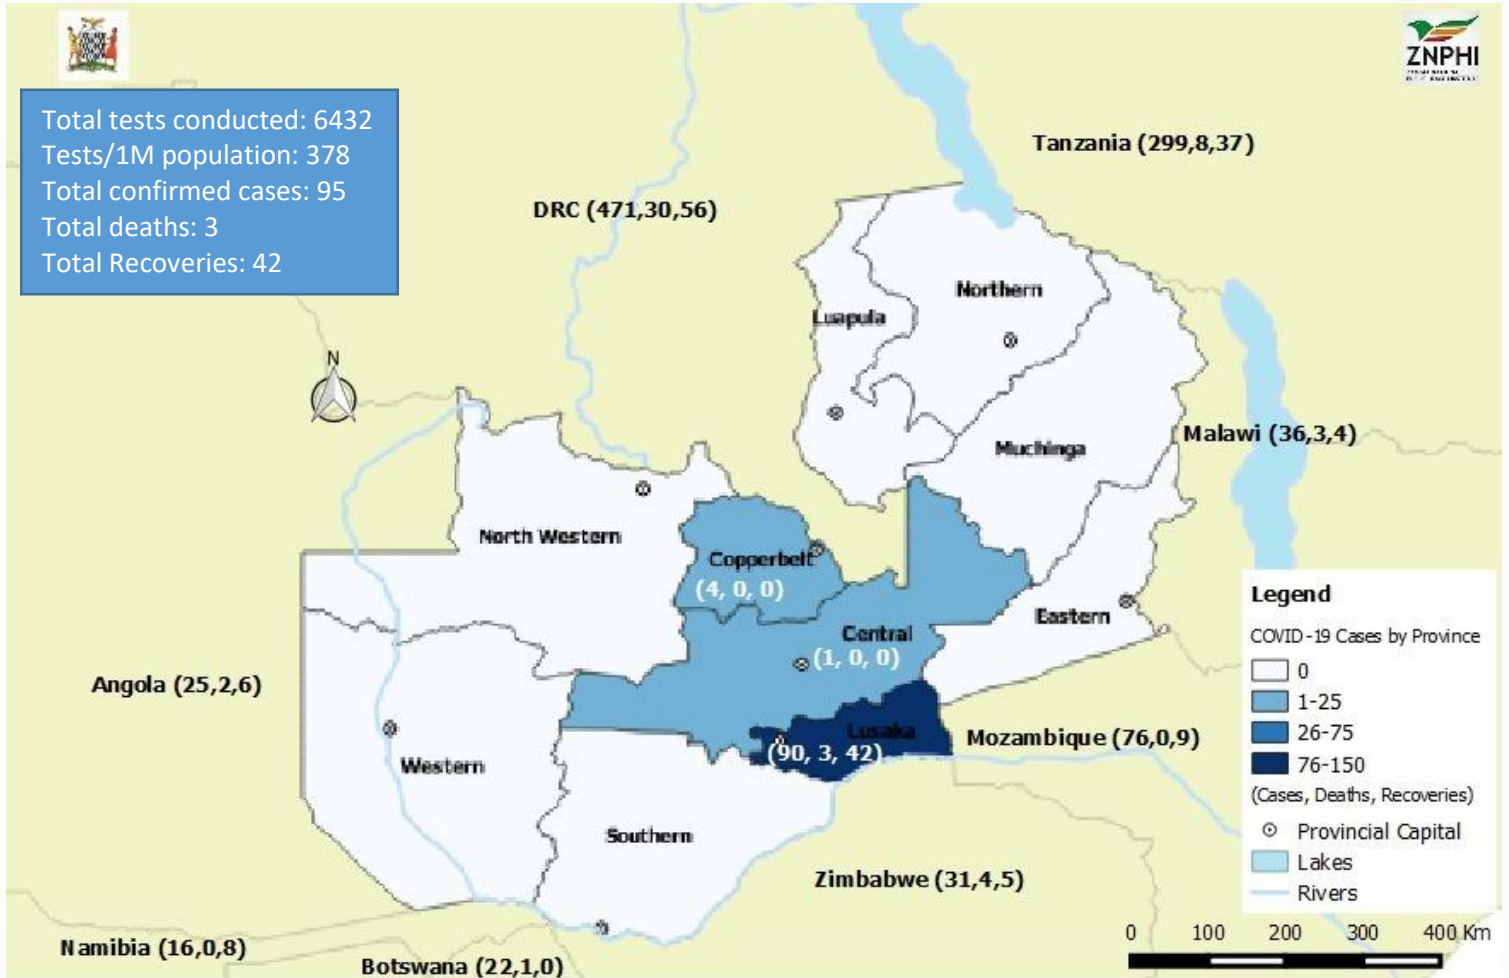 ZNPHI
Total tests conducted: 6432
Tests/1M population: 378
Total confirmed cases: 95
Total deaths: 3
Total Recoveries: 42
Tanzania (299,8,37)
DRC (471,30,56)
Northern
Luapula
N
Malawi (36,3,4)
Muchinga
North Western
Copperbelt
(4, 0, 0)
Eastern
Central
(1, 0, 0)
Angola (25,2,6)
Lusaka
(90, 3, 42)
Mozambique (76,0,9)
Western
Southern
Zimbabwe (31,4,5)
Namibia (16,0,8)
Botswana (22,1,0)
Legend
COVID-19 Cases by Province
0
1-25
26-75
76-150
(Cases, Deaths, Recoveries)
Provincial Capital
Lakes
Rivers
0 100 200 300 400 Km